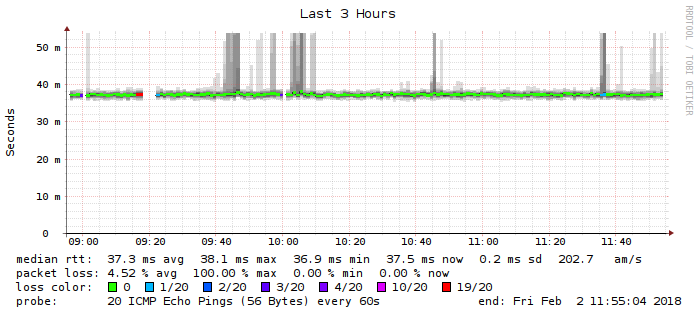 Last 3 Hours
RRDTOOL / TOBI OETIKER
Seconds
50 m
40 m
30 m
20 m
10 m
0
09:00 09:20 09:40 10:00 10:20 10:40 11:00 11:20 11:40
median rtt: 37.3 ms avg 38.1 ms max 36.9 ms min 37.5 ms now 0.2 ms sd 202.7 am/s
packet loss: 4.52 % avg 100.00 % max 0.00 % min 0.00 % now
loss color: 0 1/20 2/20 3/20 4/20 10/20 19/20
probe: 20 ICMP Echo Pings (56 Bytes) every 60s end: Fri Feb 2 11:55:04 2018